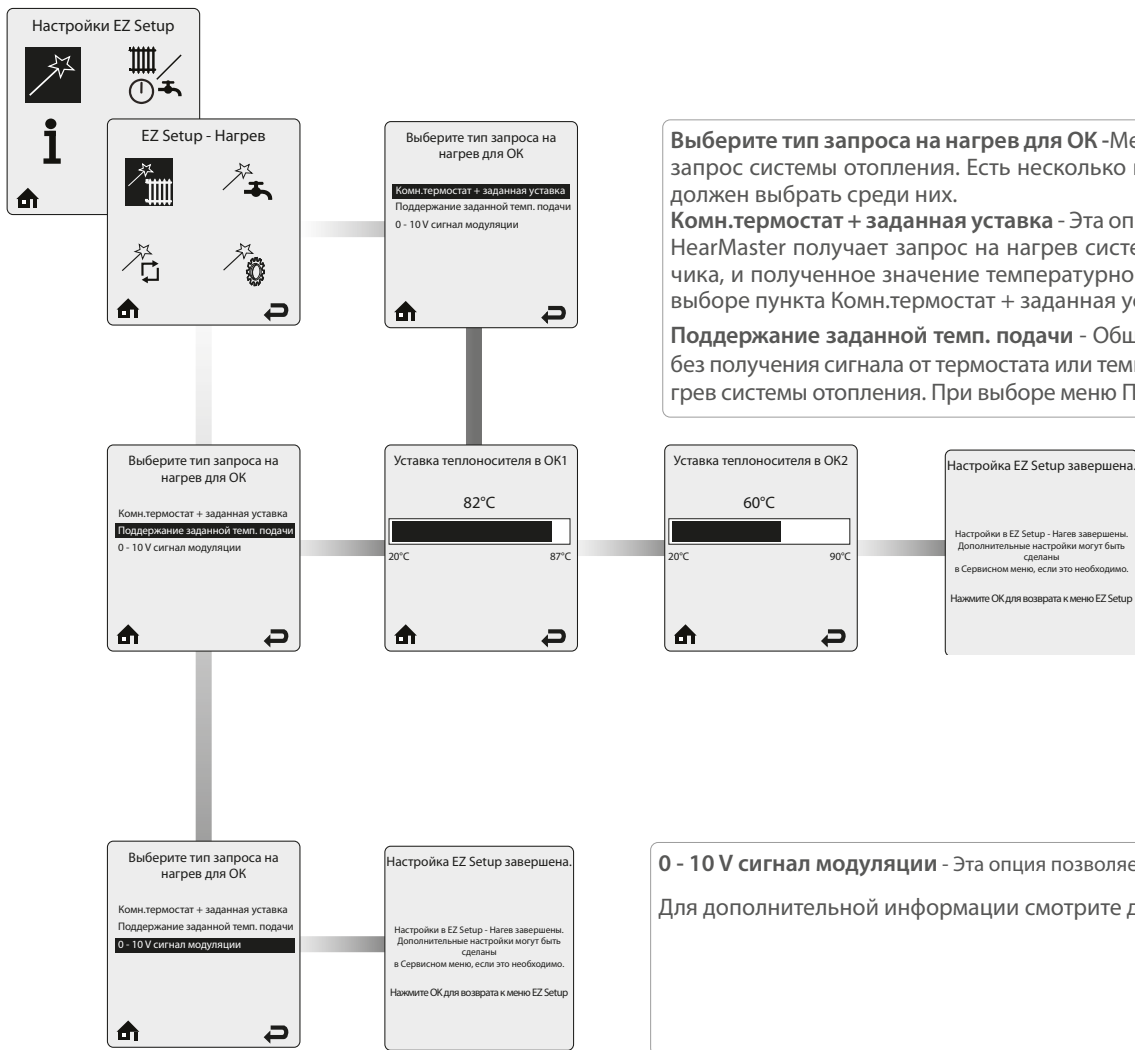 Настройки EZ Setup
EZ Setup - Нагрев
Выберите тип запроса на
нагрев для ОК
Комн.термостат + заданная уставка
Поддержание заданной темп. подачи
0 - 10 V сигнал модуляции
Выберите тип запроса на нагрев для ОК -Ме
запрос системы отопления. Есть несколько
должен выбрать среди них.
Комн.термостат + заданная уставка - Эта оп
HearMaster получает запрос на нагрев систе
чика, и полученное значение температурно
выборе пункта Комн.термостат + заданная ус
Поддержание заданной темп. подачи - Общ
без получения сигнала от термостата или тем
грев системы отопления. При выборе меню П
Выберите тип запроса на
нагрев для ОК
Комн.термостат + заданная уставка
Поддержание заданной темп. подачи
0 - 10 V сигнал модуляции
Уставка теплоносителя в ОК1
82°C
20°C 87°C
Уставка теплоносителя в ОК2
60°C
20°C 90°C
Настройка EZ Setup завершена.
Настройки в EZ Setup - Нагев завершены.
Дополнительные настройки могут быть
сделаны
в Сервисном меню, если это необходимо.
Нажмите ОК для возврата к меню EZ Setup
Выберите тип запроса на
нагрев для ОК
Комн.термостат + заданная уставка
Поддержание заданной темп. подачи
0 - 10 V сигнал модуляции
Настройка EZ Setup завершена.
Настройки в EZ Setup - Нагев завершены.
Дополнительные настройки могут быть
сделаны
в Сервисном меню, если это необходимо.
Нажмите ОК для возврата к меню EZ Setup
0 - 10 V сигнал модуляции - Эта опция позволяе
Для дополнительной информации смотрите д